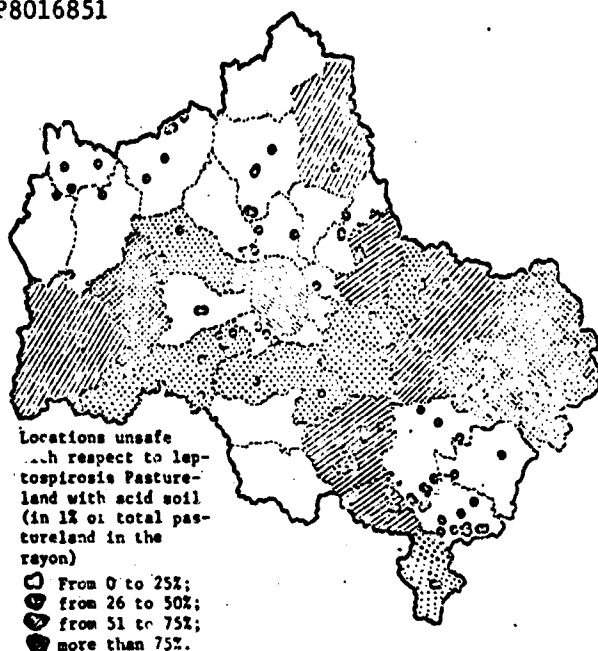 P8016851
Locations unsafe
respect to lep-
tospirosis Pasture-
land with acid soil
(in 1% of total pas-
tureland in the
rayon)
From 0 to 25%;
from 26 to 50%;
from 51 to 75%;
more than 75%.